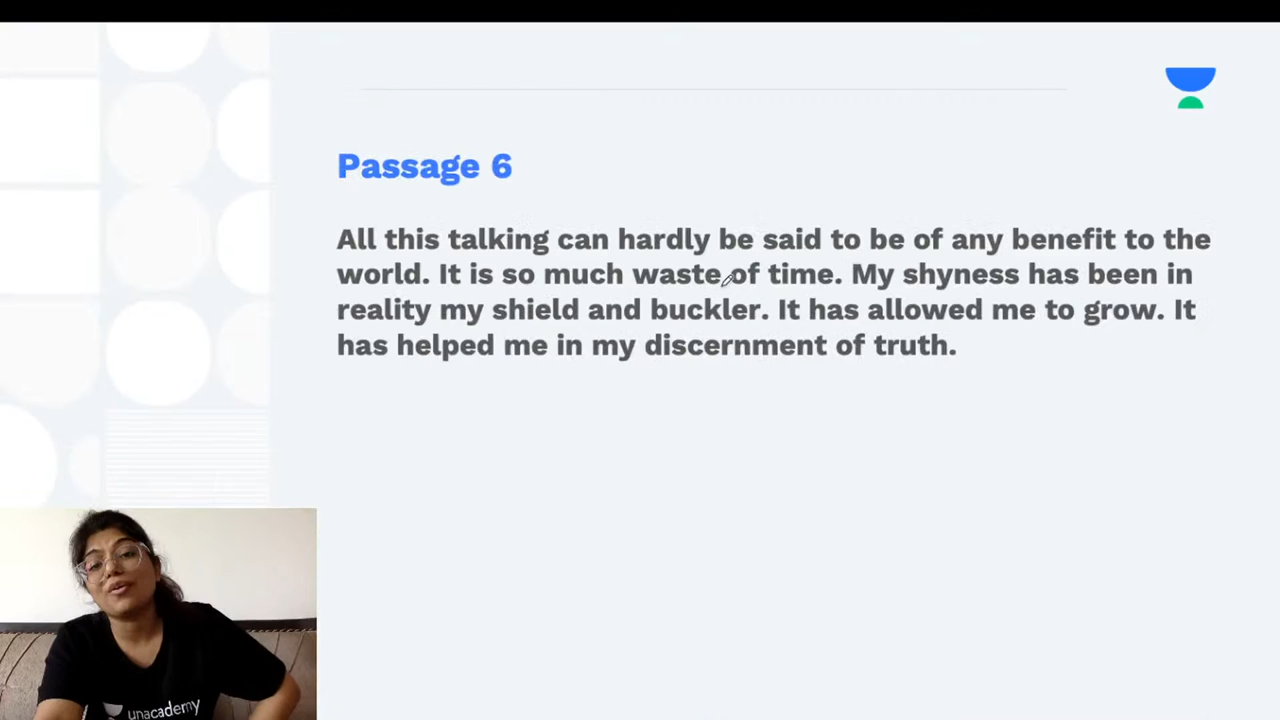 Passage 6
All this talking can hardly be said to be of any benefit to the
world. It is so much waste of time. My shyness has been in
reality my shield and buckler. It has allowed me to grow. It
has helped me in my discernment of truth.
unacademy